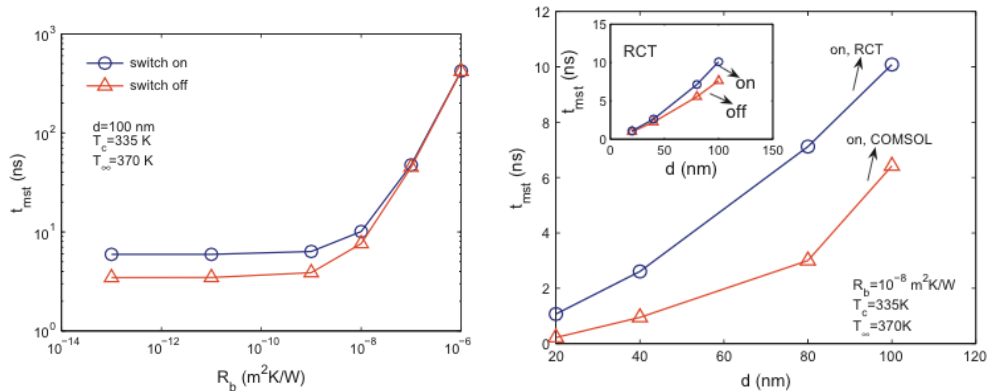 10³
10²
10¹
10⁰
t_mst (ns)
switch on
switch off
d=100 nm
T_c=335 K
T_∞=370 K
10⁻¹⁴
10⁻¹²
10⁻¹⁰
10⁻⁸
10⁻⁶
R_b (m²K/W)
12
10
8
6
4
2
0
t_mst (ns)
15
10
5
0
t_mst (ns)
RCT
on
off
0
50
100
150
d (nm)
on, RCT
on, COMSOL
R_b=10⁻⁸ m²K/W
T_c=335K
T_∞=370K
20
40
60
80
100
120
d (nm)